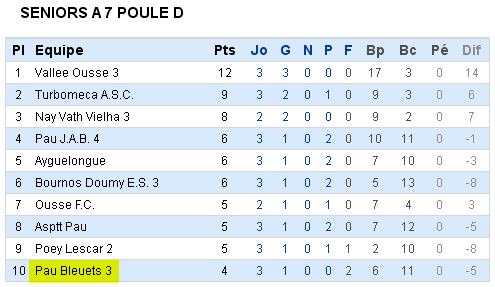 SENIORS A 7 POULE D
Pl Equipe Pts Jo G N P F Bp Bc Pé Dif
1 Vallee Ousse 3 12 3 3 0 0 0 17 3 0 14
2 Turbomeca A.S.C. 9 3 2 0 1 0 9 3 0 6
3 Nay Vath Vielha 3 8 2 2 0 0 0 9 2 0 7
4 Pau J.A.B. 4 6 3 1 0 2 0 10 11 0 -1
5 Ayguelongue 6 3 1 0 2 0 7 10 0 -3
6 Bournos Doumy E.S. 3 6 3 1 0 2 0 5 13 0 -8
7 Ousse F.C. 5 2 1 0 1 0 7 4 0 3
8 Asptt Pau 5 3 1 0 2 0 7 12 0 -5
9 Poey Lescar 2 5 3 1 0 1 1 2 10 0 -8
10 Pau Bleuets 3 4 3 1 0 0 2 6 11 0 -5